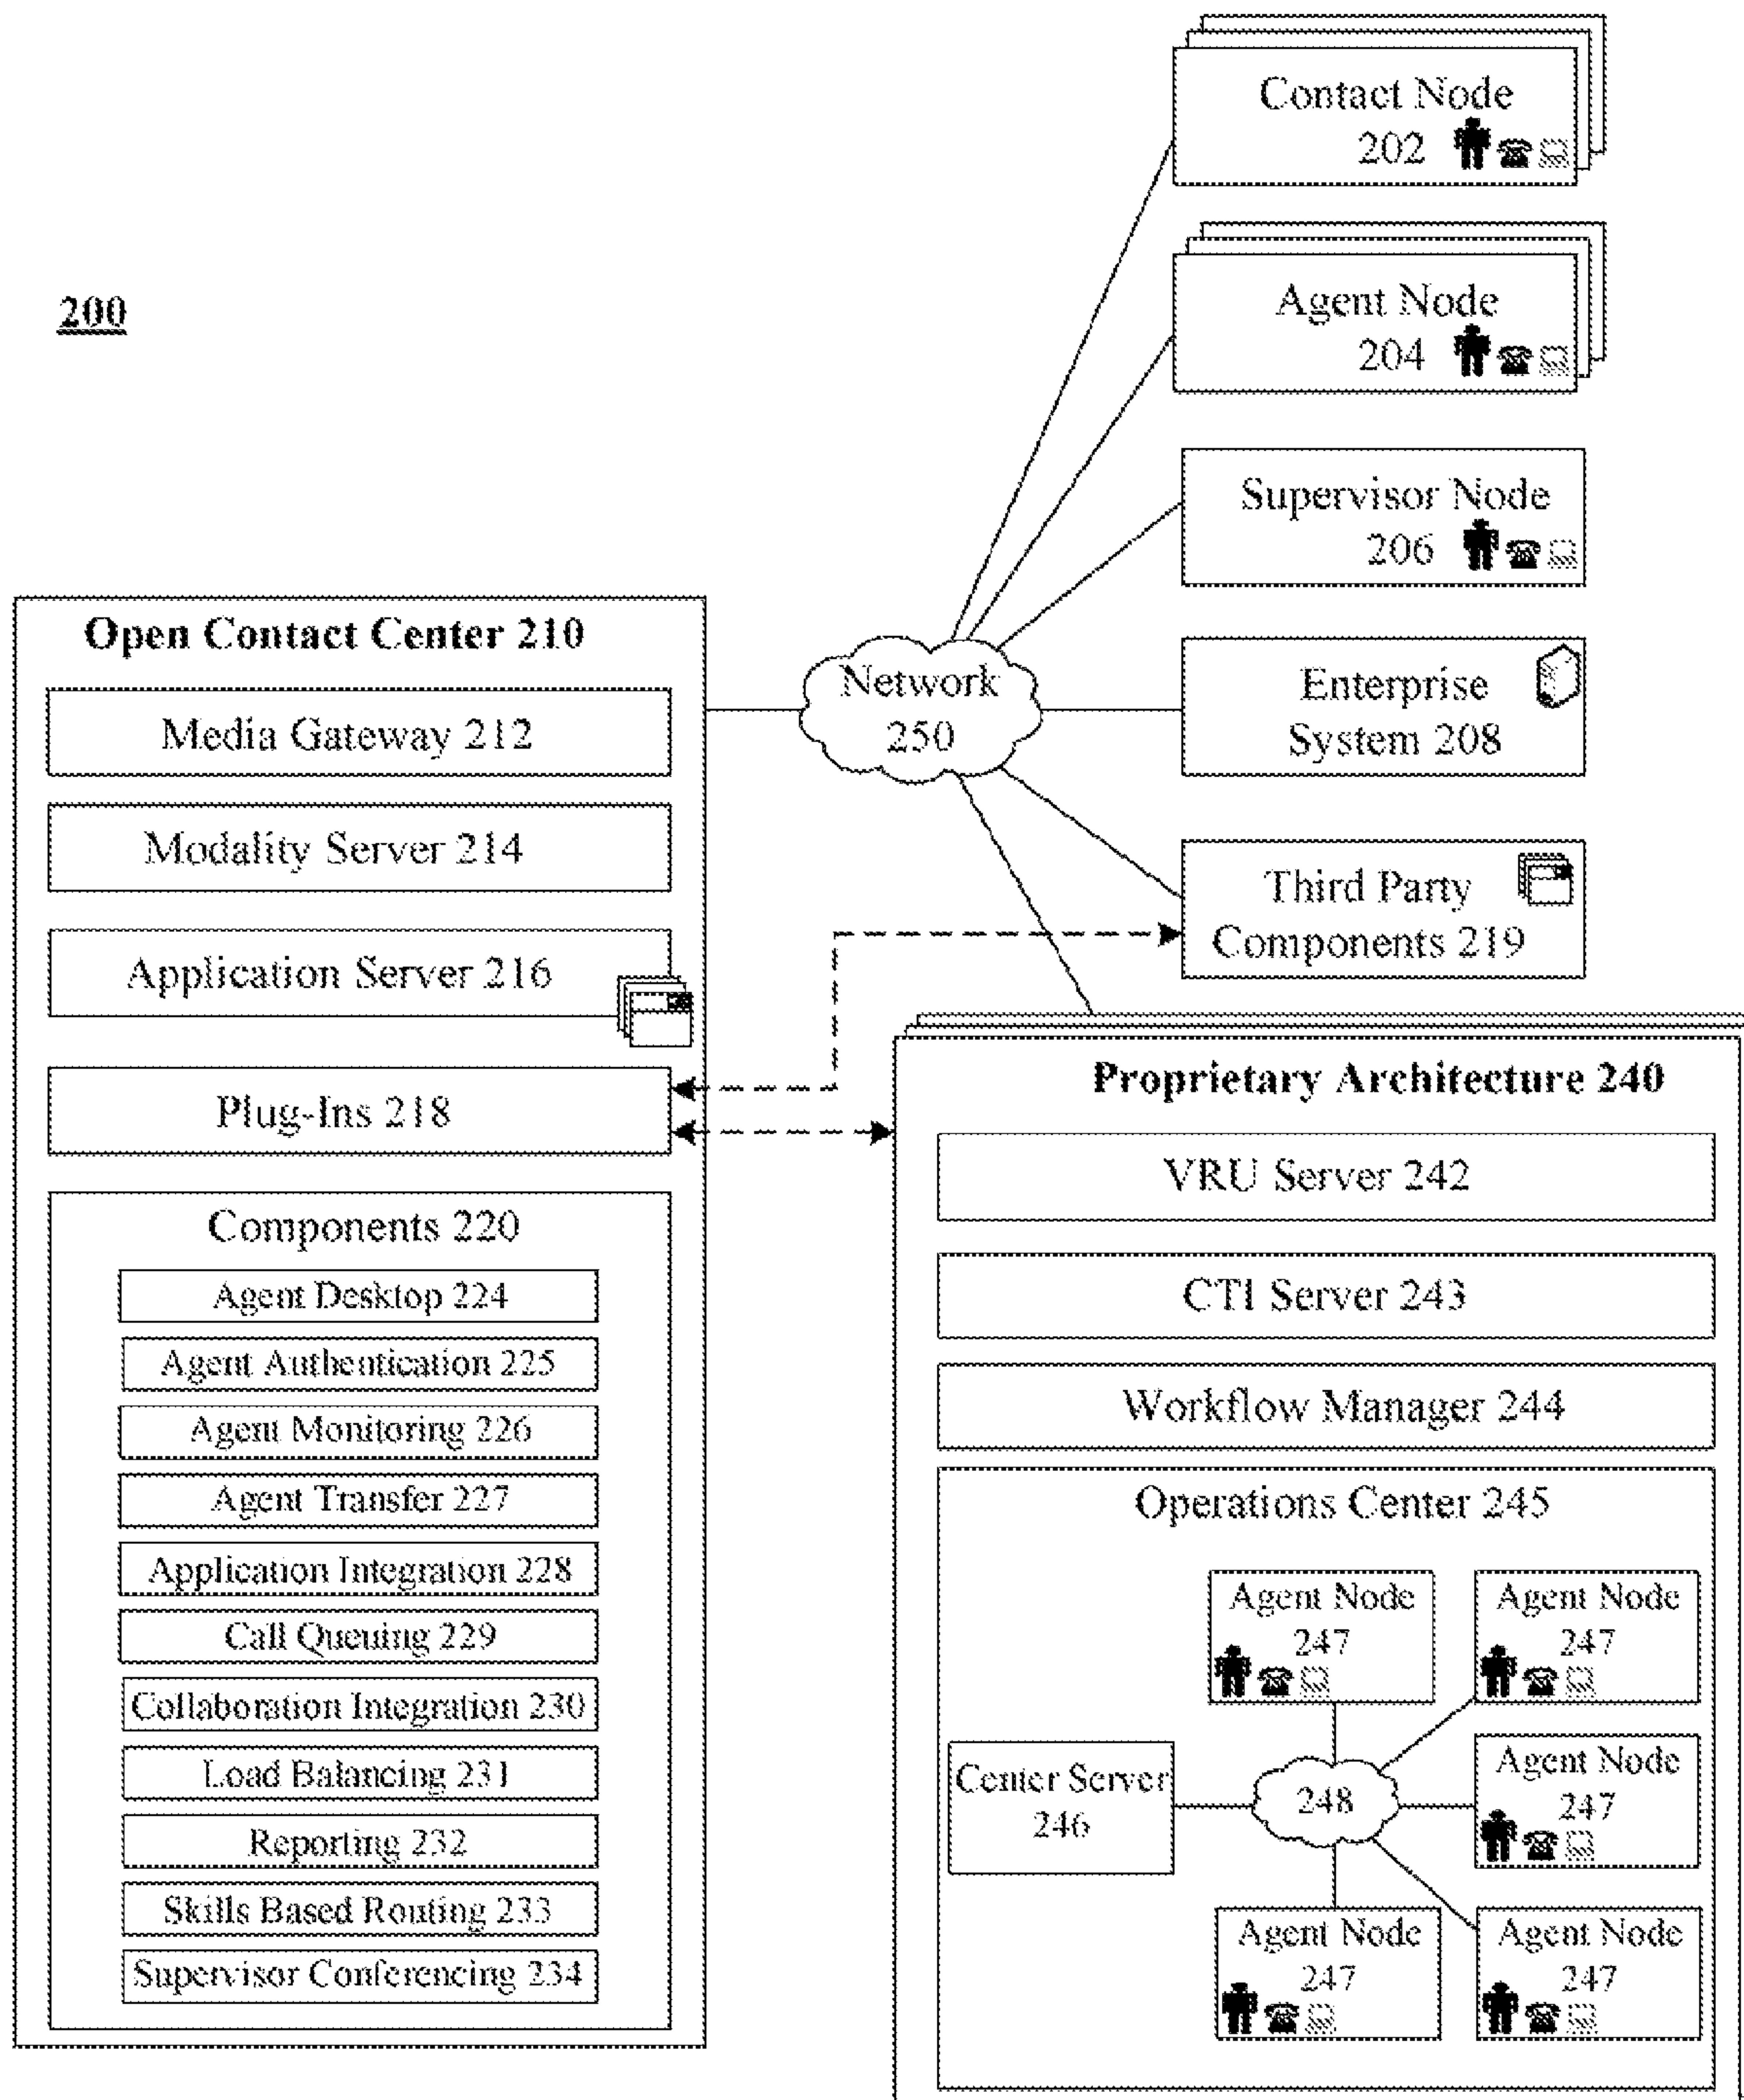 200
Contact Node
202
Agent Node
204
Supervisor Node
206
Enterprise
System 208
Third Party
Components 219
Network
250
Open Contact Center 210
Media Gateway 212
Modality Server 214
Application Server 216
Plug-Ins 218
Components 220
Agent Desktop 224
Agent Authentication 225
Agent Monitoring 226
Agent Transfer 227
Application Integration 228
Call Queuing 229
Collaboration Integration 230
Load Balancing 231
Reporting 232
Skills Based Routing 233
Supervisor Conferencing 234
Proprietary Architecture 240
VRU Server 242
CTI Server 243
Workflow Manager 244
Operations Center 245
Agent Node
247
Agent Node
247
Center Server
246
248
Agent Node
247
Agent Node
247
Agent Node
247